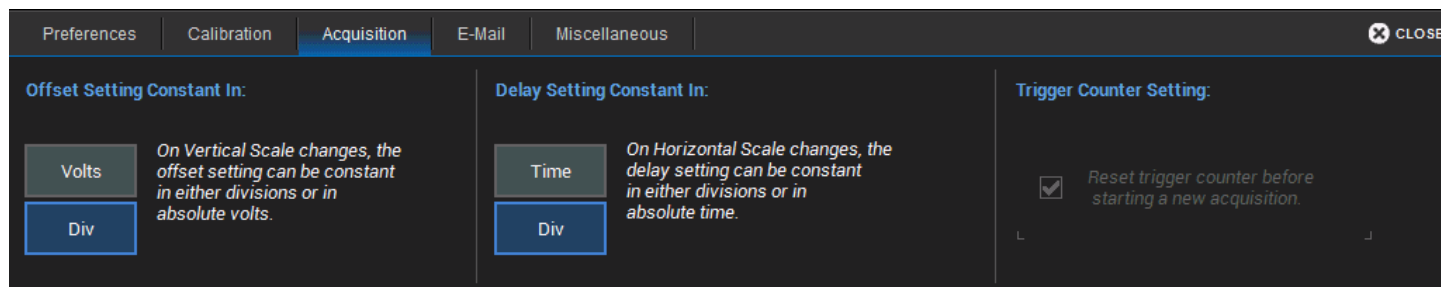 Preferences Calibration Acquisition E-Mail Miscellaneous CLOSE
Offset Setting Constant In:
Volts
Div
On Vertical Scale changes, the
offset setting can be constant
in either divisions or in
absolute volts.
Delay Setting Constant In:
Time
Div
On Horizontal Scale changes, the
delay setting can be constant
in either divisions or in
absolute time.
Trigger Counter Setting:
Reset trigger counter before
starting a new acquisition.